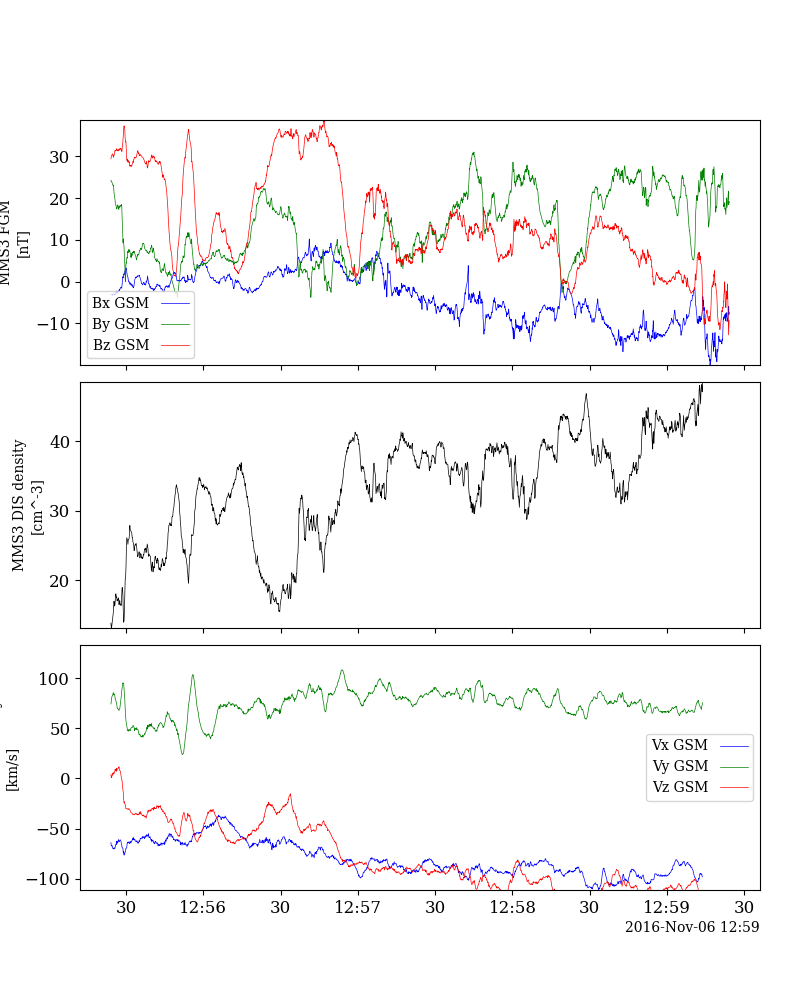 MMS3 FGM
[nT]
30
20
10
0
−10
Bx GSM
By GSM
Bz GSM
MMS3 DIS density
[cm^-3]
40
30
20
[km/s]
100
50
0
−50
−100
Vx GSM
Vy GSM
Vz GSM
30 12:56 30 12:57 30 12:58 30 12:59 30
2016-Nov-06 12:59